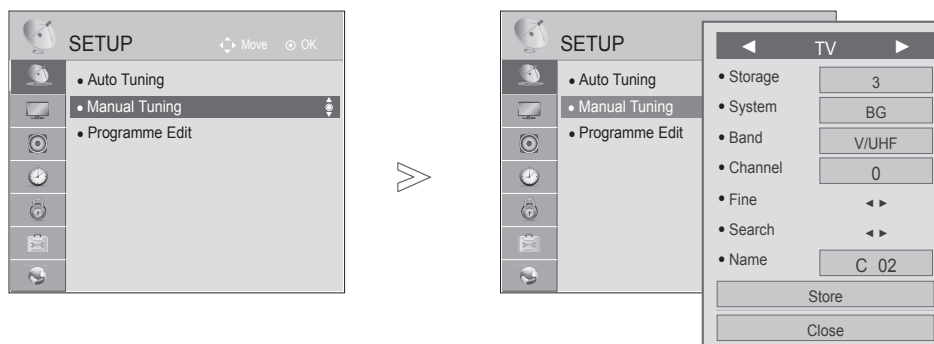 SETUP
Move OK
• Auto Tuning
• Manual Tuning
• Programme Edit
SETUP
• Auto Tuning
• Manual Tuning
• Programme Edit
◄ TV ►
• Storage 3
• System BG
• Band V/UHF
• Channel 0
• Fine ◄ ►
• Search ◄ ►
• Name C 02
Store
Close